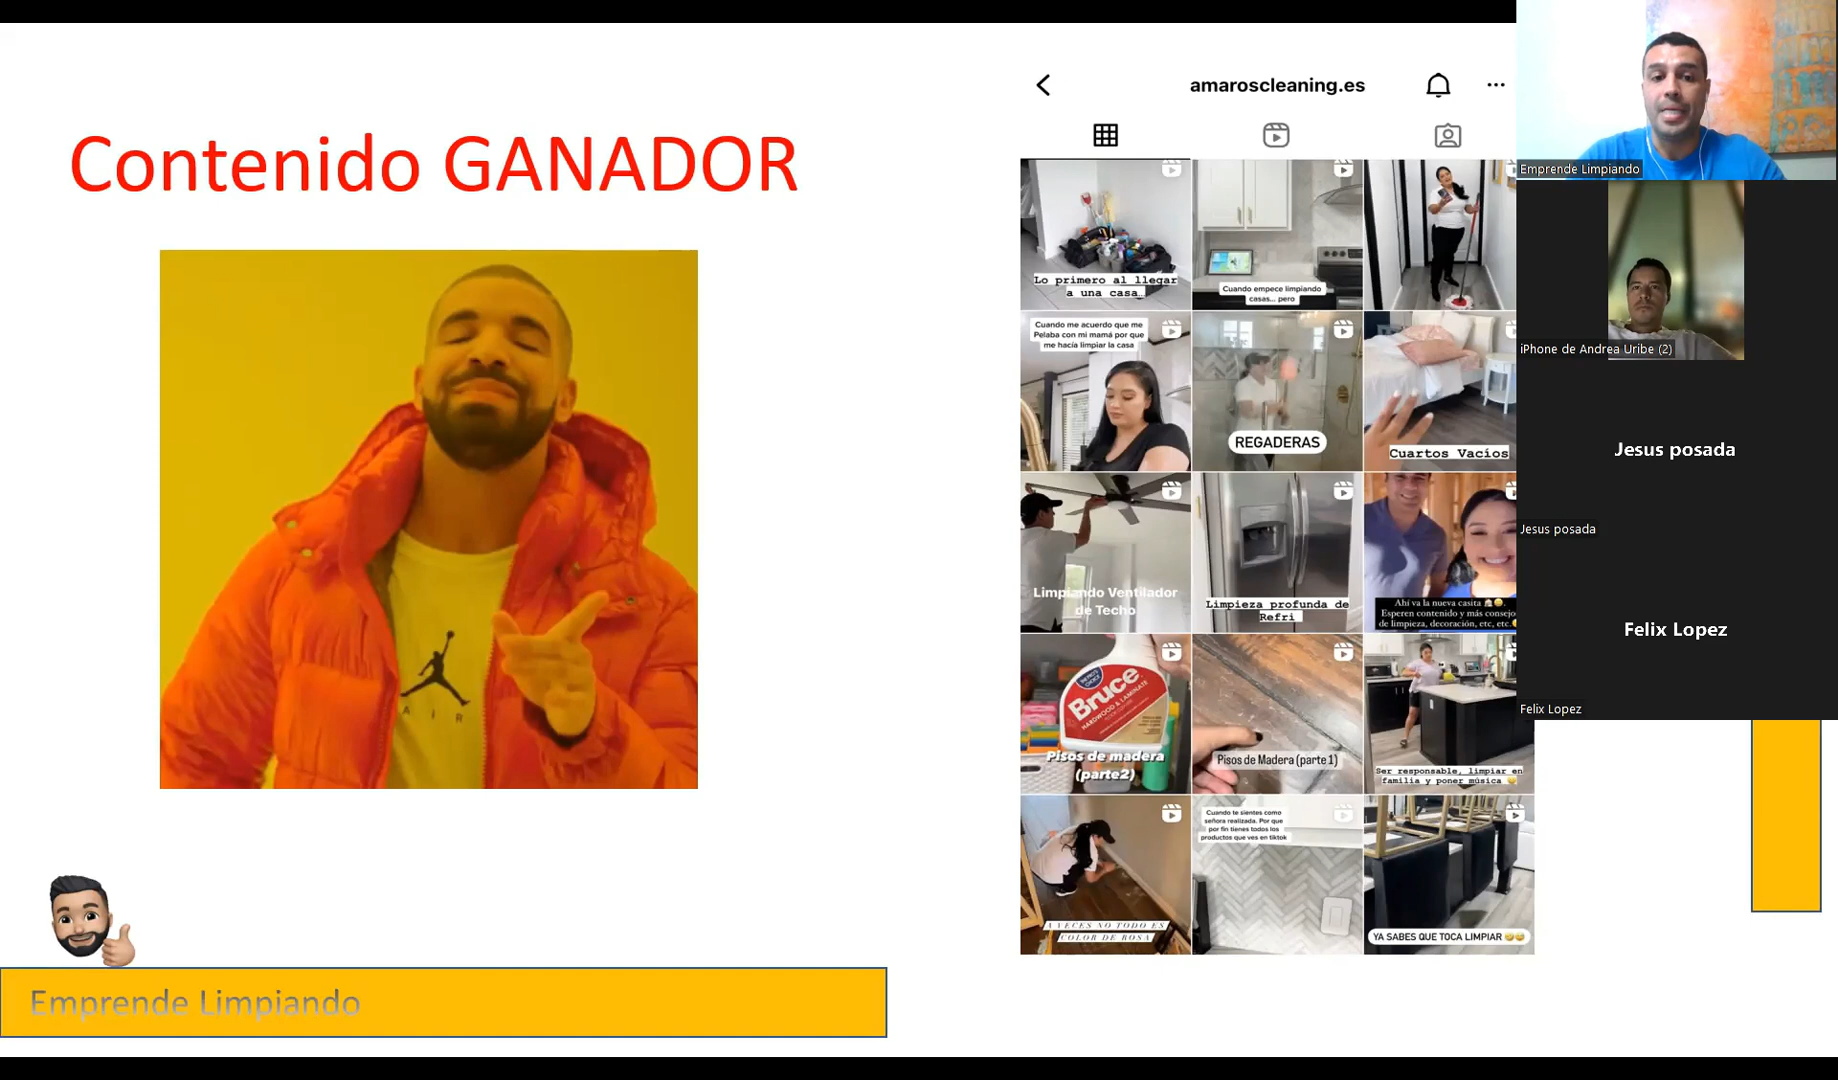 Contenido GANADOR
AIR
Emprende Limpiando
amaroscleaning.es
Lo primero al llegar
a una casa...
Cuando empece limpiando
casas... pero
Cuando me acuerdo que me
Pelaba con mi mamá por que
me hacía limpiar la casa
REGADERAS
Cuartos Vacíos
Limpiando Ventilador
de Techo
Limpieza profunda de
Refri
Ahí va la nueva casita 🏠😄.
Esperen contenido y más consejo
de limpieza, decoración, etc, etc.
Bruce
HARDWOOD & LAMINATE
Pisos de madera
(parte2)
Pisos de Madera (parte 1)
Ser responsable, limpiar en
familia y poner música
A VECES NO TODO ES
COLOR DE ROSA
Cuando te sientes como
señora realizada. Por que
por fin tienes todos los
productos que ves en tiktok
YA SABES QUE TOCA LIMPIAR 🤣😅
Emprende Limpiando
iPhone de Andrea Uribe (2)
Jesus posada
Jesus posada
Felix Lopez
Felix Lopez